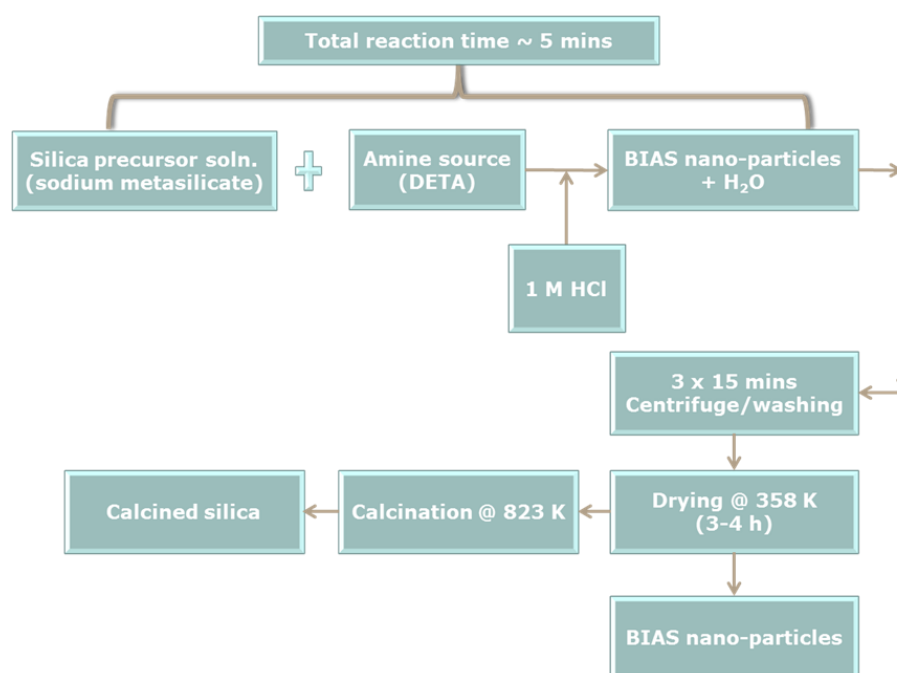 Total reaction time ~ 5 mins
Silica precursor soln.
(sodium metasilicate)
Amine source
(DETA)
BIAS nano-particles
+ H₂O
1 M HCl
3 x 15 mins
Centrifuge/washing
Drying @ 358 K
(3-4 h)
Calcination @ 823 K
Calcined silica
BIAS nano-particles